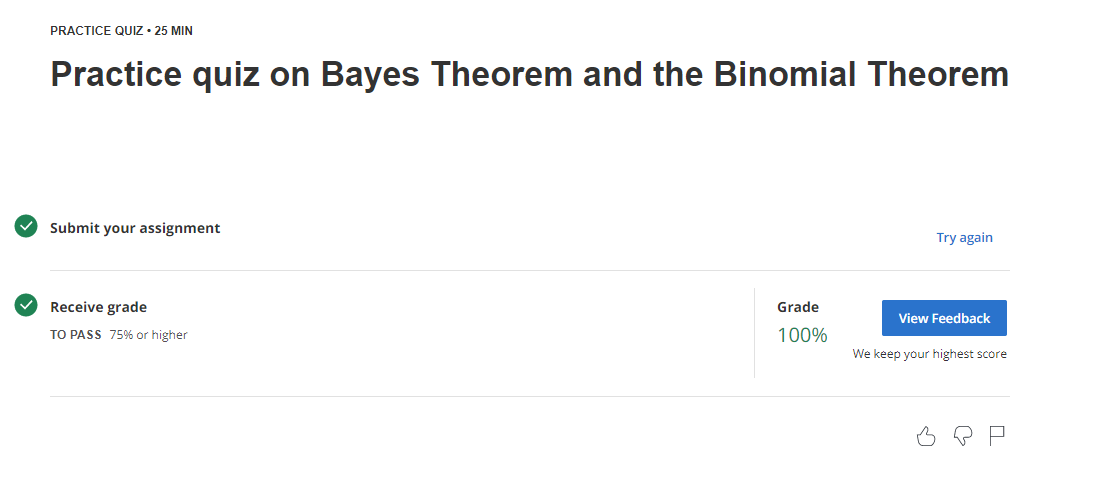 PRACTICE QUIZ • 25 MIN
Practice quiz on Bayes Theorem and the Binomial Theorem
Submit your assignment
Try again
Receive grade
TO PASS 75% or higher
Grade
100%
View Feedback
We keep your highest score